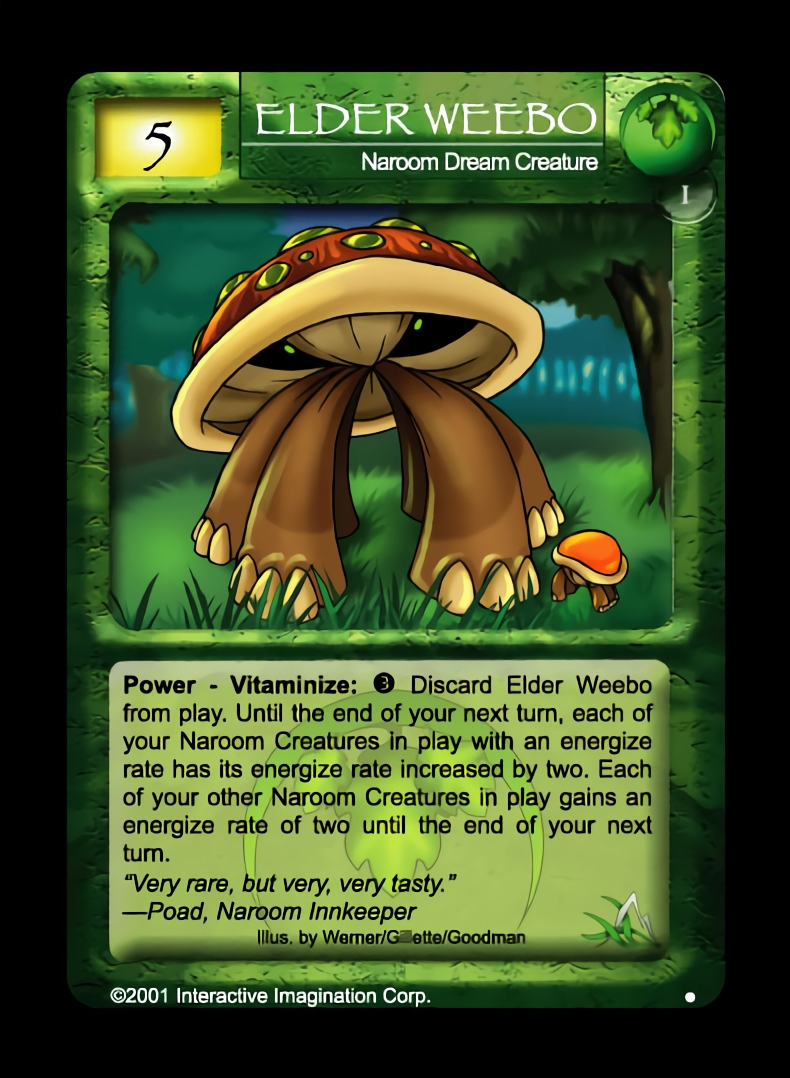 5
ELDER WEEBO
Naroom Dream Creature
I
Power - Vitaminize: ❸ Discard Elder Weebo
from play. Until the end of your next turn, each of
your Naroom Creatures in play with an energize
rate has its energize rate increased by two. Each
of your other Naroom Creatures in play gains an
energize rate of two until the end of your next
turn.
“Very rare, but very, very tasty.”
—Poad, Naroom Innkeeper
Illus. by Werner/ /Goodman
©2001 Interactive Imagination Corp.